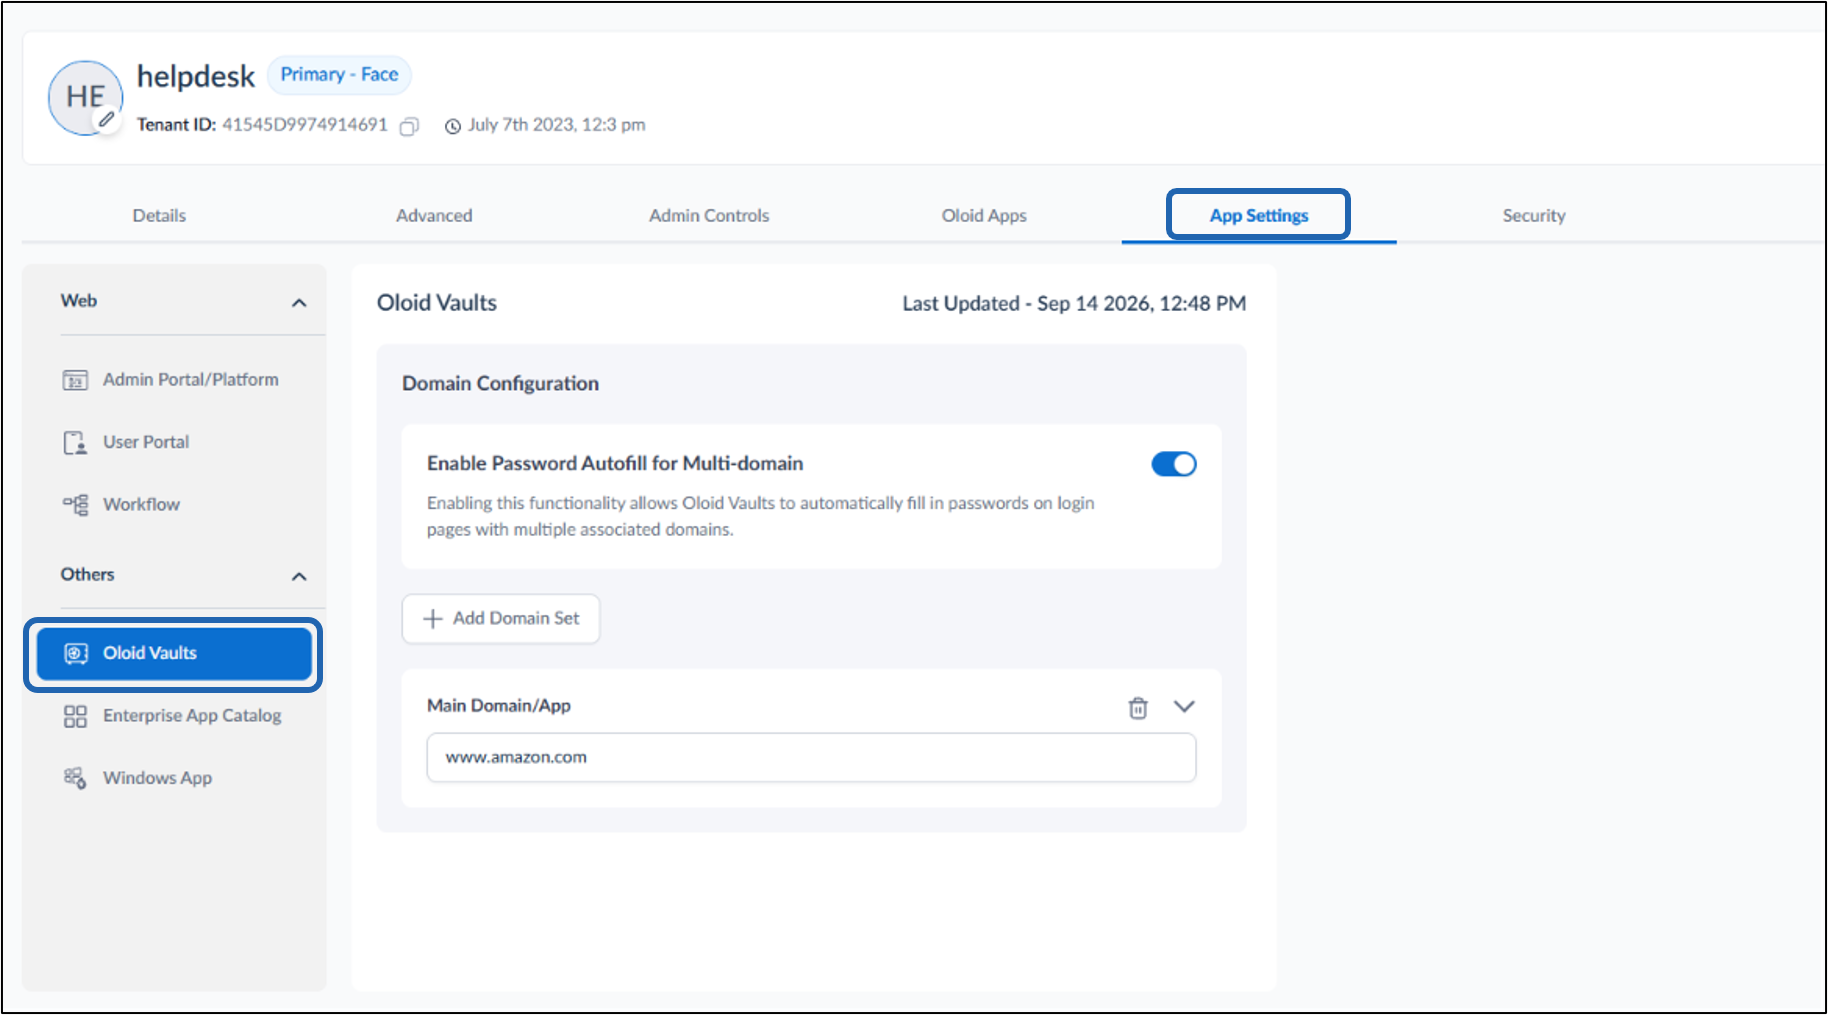 HE
helpdesk
Primary - Face
Tenant ID: 41545D9974914691
July 7th 2023, 12:3 pm
Details
Advanced
Admin Controls
Oloid Apps
App Settings
Security
Web
Admin Portal/Platform
User Portal
Workflow
Others
Oloid Vaults
Enterprise App Catalog
Windows App
Oloid Vaults
Last Updated - Sep 14 2026, 12:48 PM
Domain Configuration
Enable Password Autofill for Multi-domain
Enabling this functionality allows Oloid Vaults to automatically fill in passwords on login
pages with multiple associated domains.
Add Domain Set
Main Domain/App
www.amazon.com